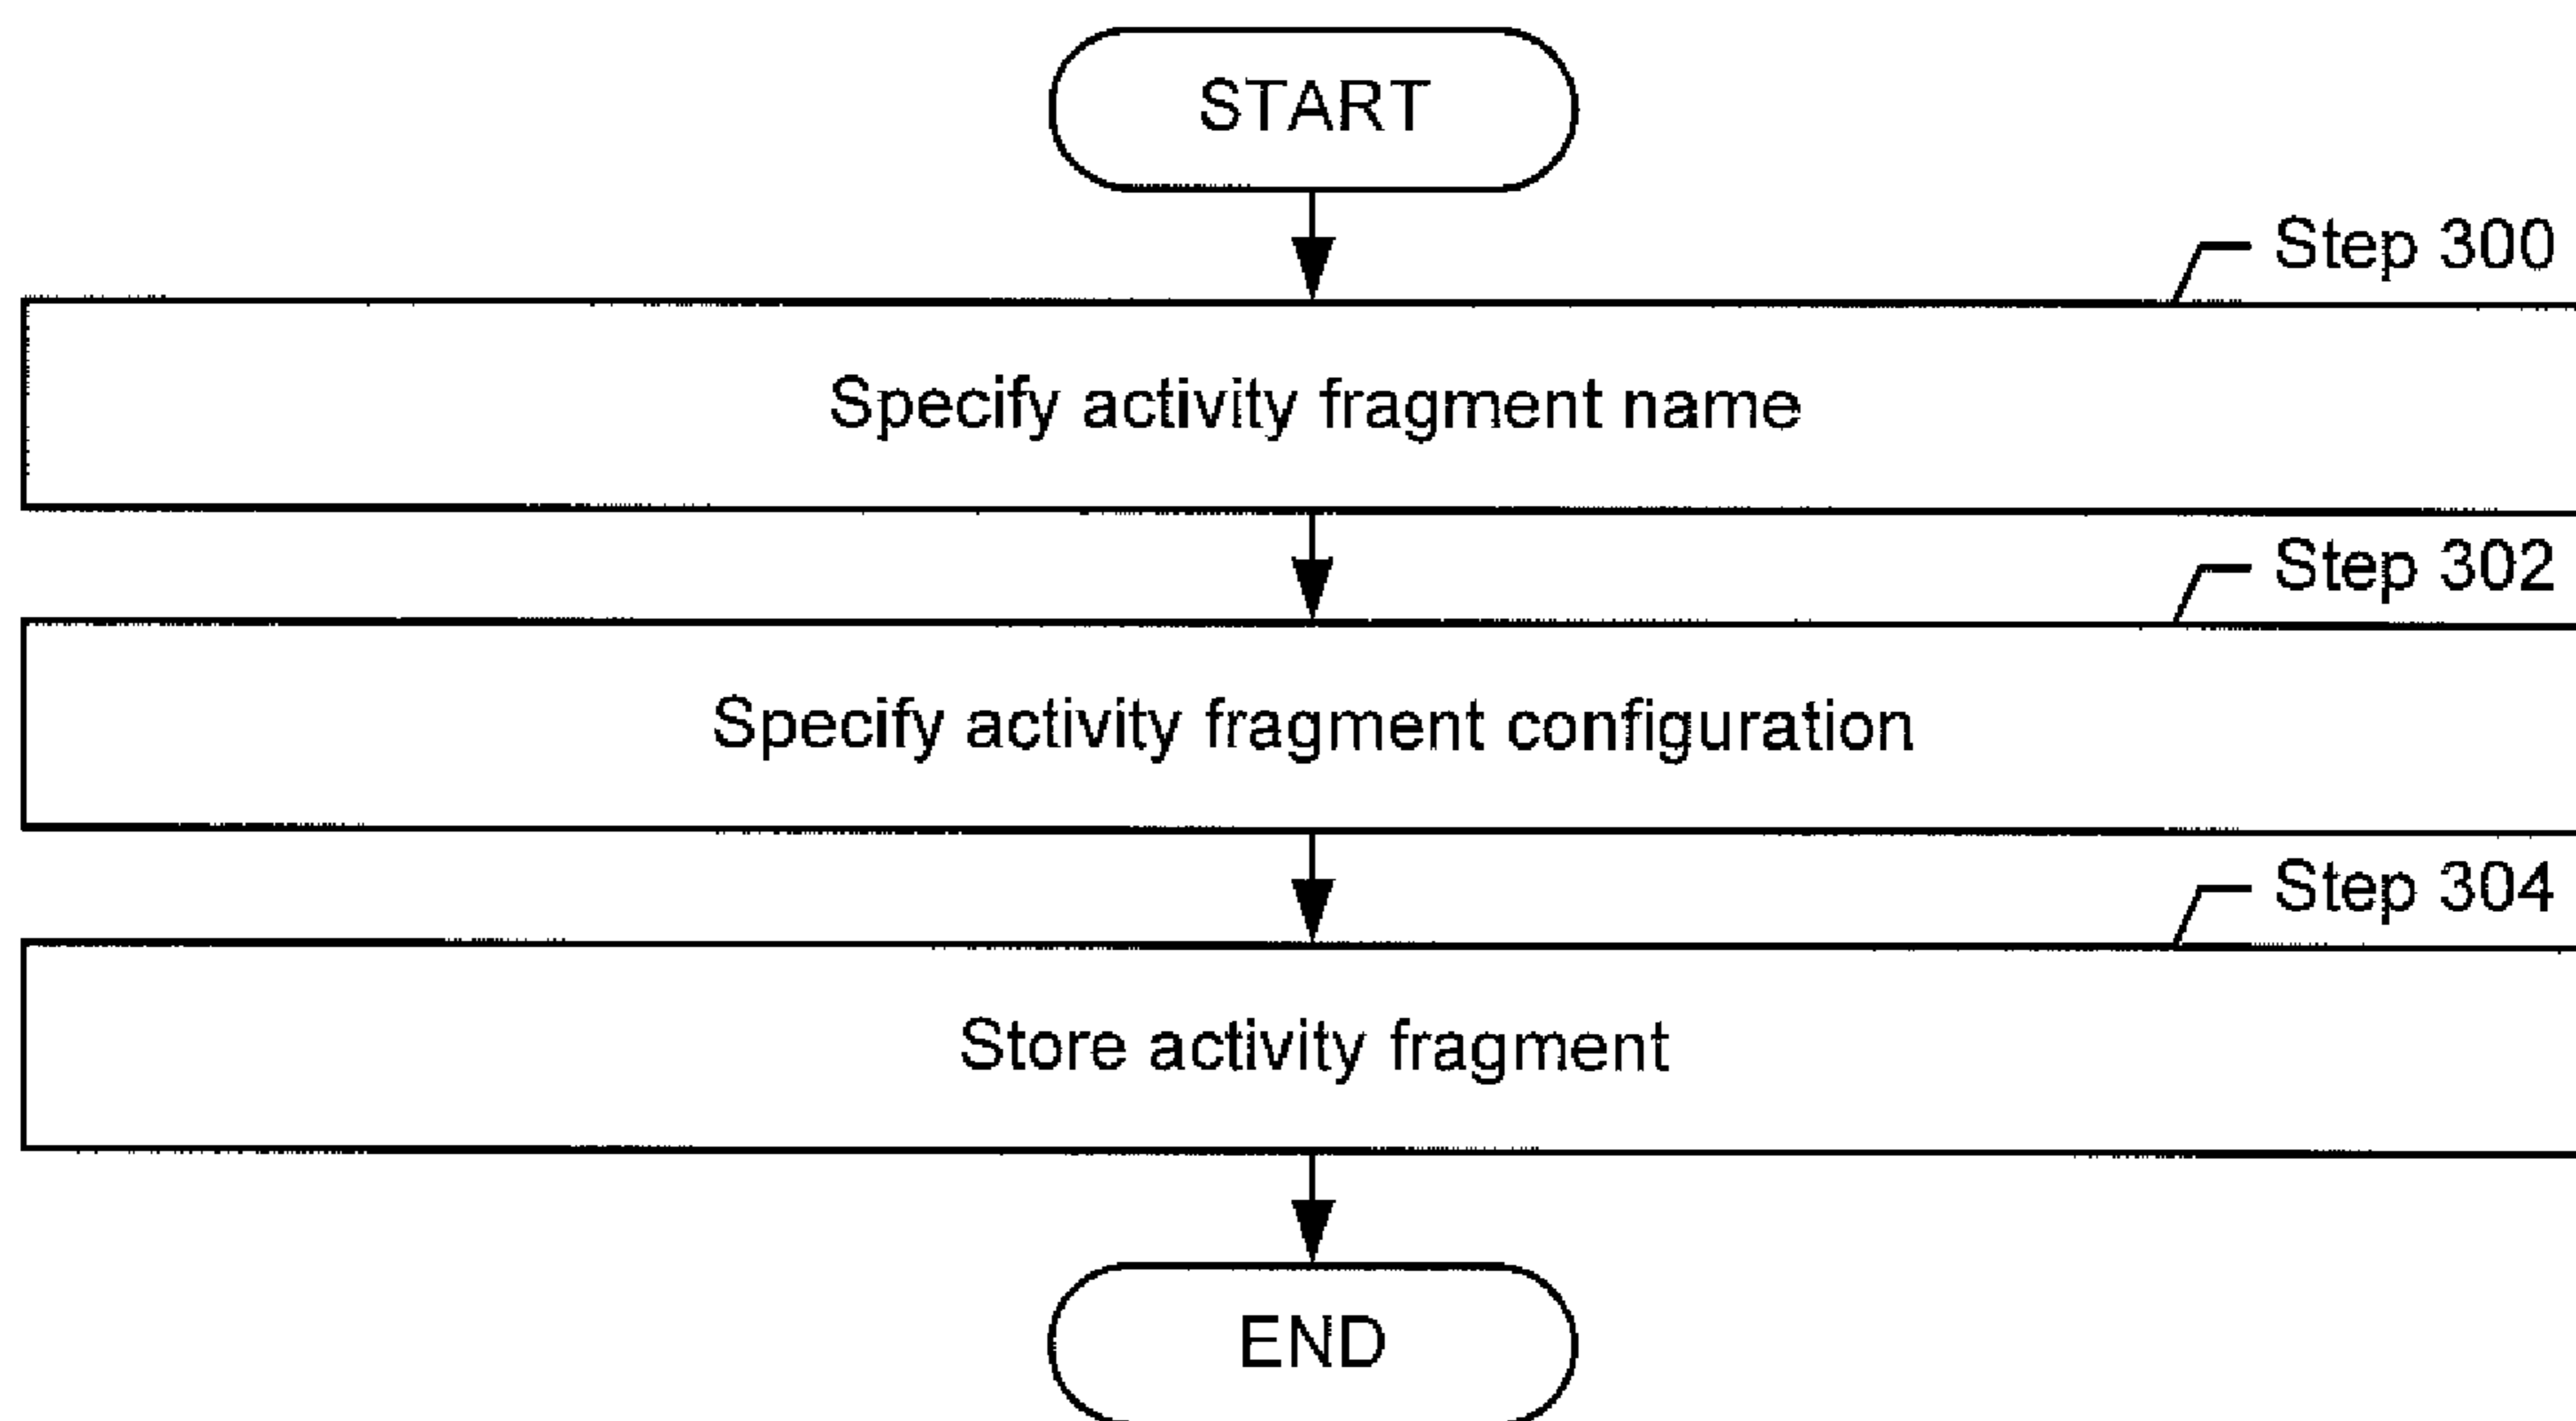 START
Step 300
Specify activity fragment name
Step 302
Specify activity fragment configuration
Step 304
Store activity fragment
END